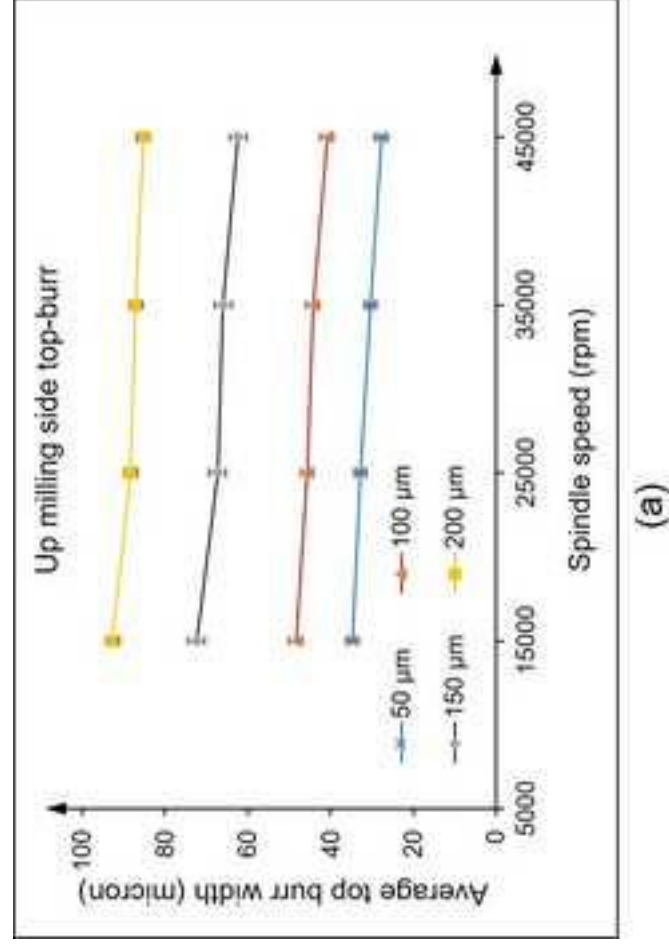 Up milling side top-burr
Average top burr width (micron)
100
80
60
40
20
0
50 μm
100 μm
150 μm
200 μm
5000
15000
25000
35000
45000
Spindle speed (rpm)
(a)